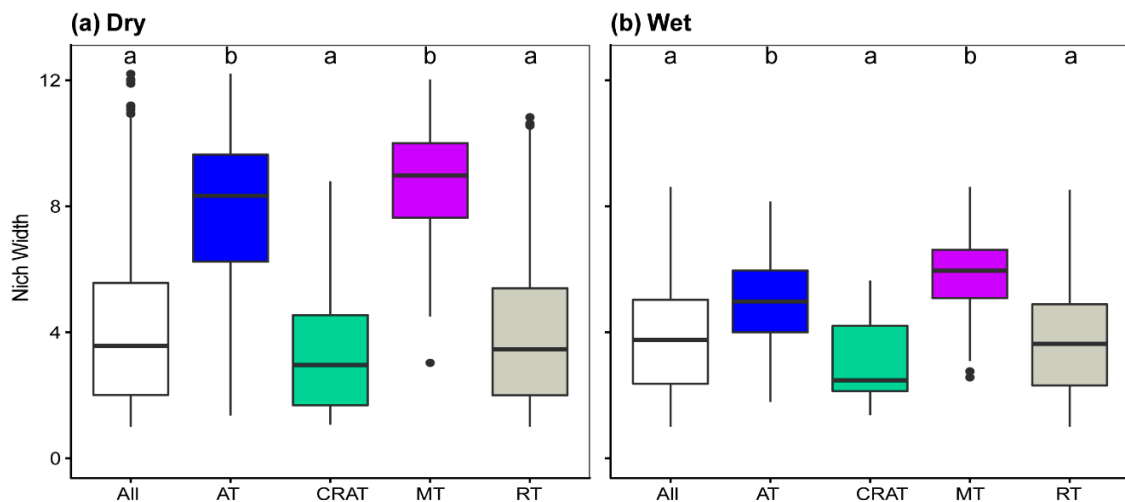 (a) Dry
(b) Wet
a b a b a
a b a b a
Nich Width
12
8
4
0
All AT CRAT MT RT
All AT CRAT MT RT